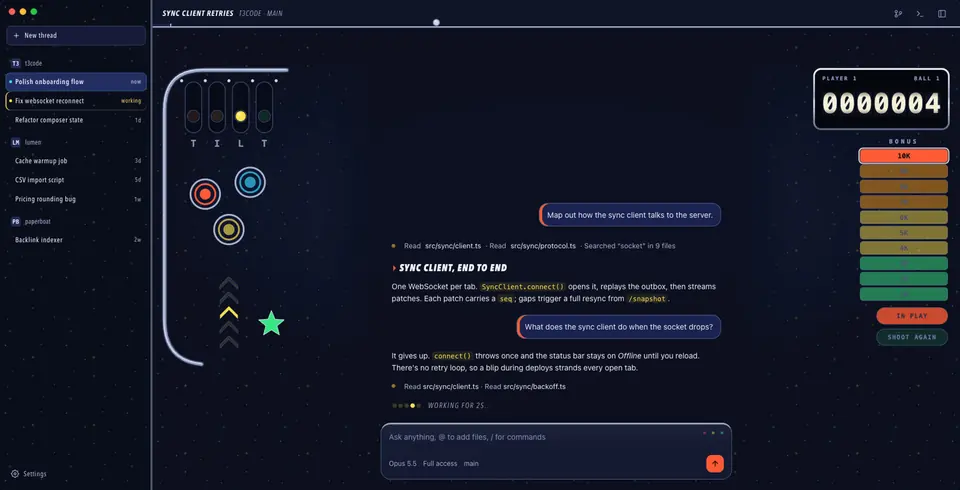 SYNC CLIENT RETRIES T3CODE · MAIN
+ New thread
T3 t3code
Polish onboarding flow now
Fix websocket reconnect working
Refactor composer state 1d
LM lumen
Cache warmup job 3d
CSV import script 5d
Pricing rounding bug 1w
PB paperboat
Backlink indexer 2w
Settings
T I L T
Map out how the sync client talks to the server.
Read src/sync/client.ts · Read src/sync/protocol.ts · Searched "socket" in 9 files
SYNC CLIENT, END TO END
One WebSocket per tab. SyncClient.connect() opens it, replays the outbox, then streams
patches. Each patch carries a seq; gaps trigger a full resync from /snapshot.
What does the sync client do when the socket drops?
It gives up. connect() throws once and the status bar stays on Offline until you reload.
There's no retry loop, so a blip during deploys strands every open tab.
Read src/sync/client.ts · Read src/sync/backoff.ts
WORKING FOR 2S.
Ask anything, @ to add files, / for commands
Opus 5.5 Full access main
PLAYER 1 BALL 1
0000004
BONUS
10K
6K
5K
4K
IN PLAY
SHOOT AGAIN